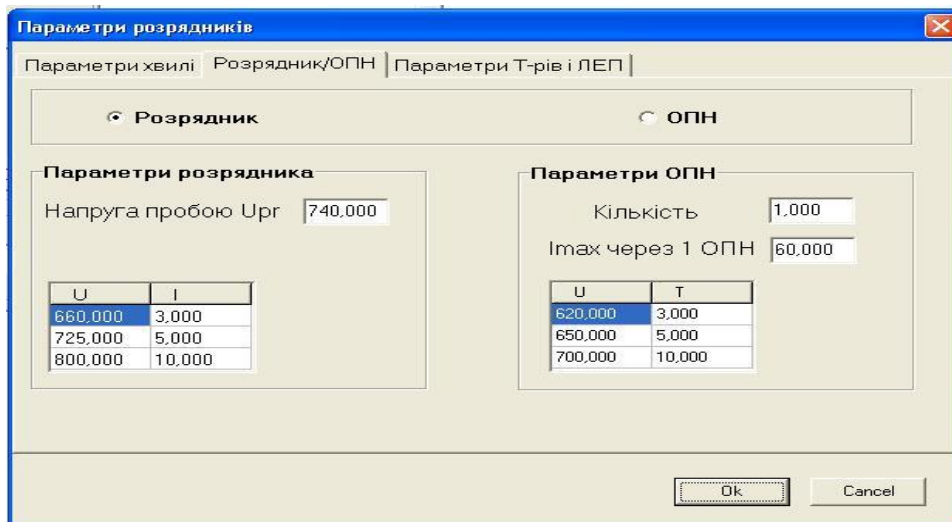 Параметри розрядників
Параметри хвилі Розрядник/ОПН Параметри Т-рів і ЛЕП
Розрядник ОПН
Параметри розрядника
Напруга пробою Upr 740,000
U I
660,000 3,000
725,000 5,000
800,000 10,000
Параметри ОПН
Кількість 1,000
Imax через 1 ОПН 60,000
U T
620,000 3,000
650,000 5,000
700,000 10,000
Ok Cancel